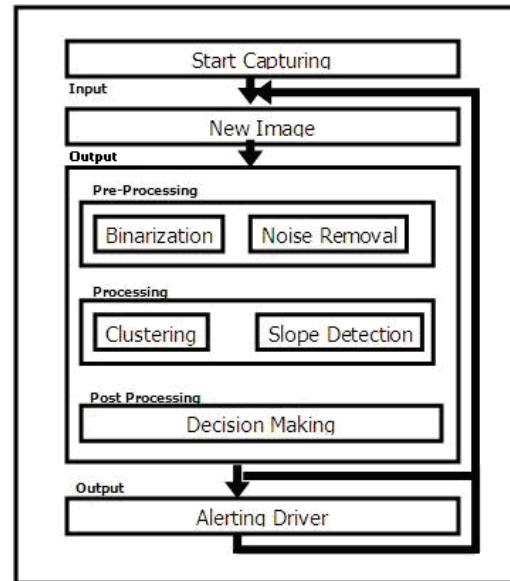 Start Capturing
Input
New Image
Output
Pre-Processing
Binarization
Noise Removal
Processing
Clustering
Slope Detection
Post Processing
Decision Making
Output
Alerting Driver